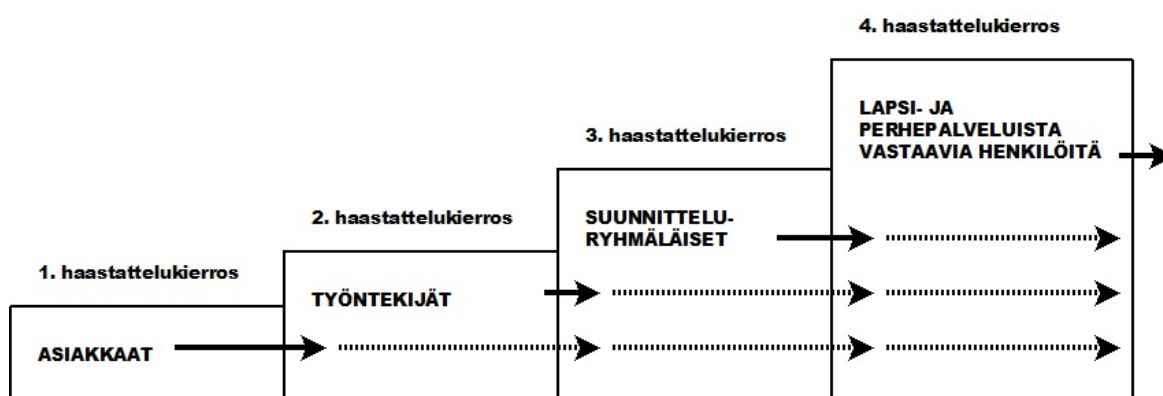 4. haastattelukierros
LAPSI- JA
PERHEPALVELUISTA
VASTAAVIA HENKILÖITÄ
3. haastattelukierros
SUUNNITTELU-
RYHMÄLÄISET
2. haastattelukierros
TYÖNTEKIJÄT
1. haastattelukierros
ASIAKKAAT